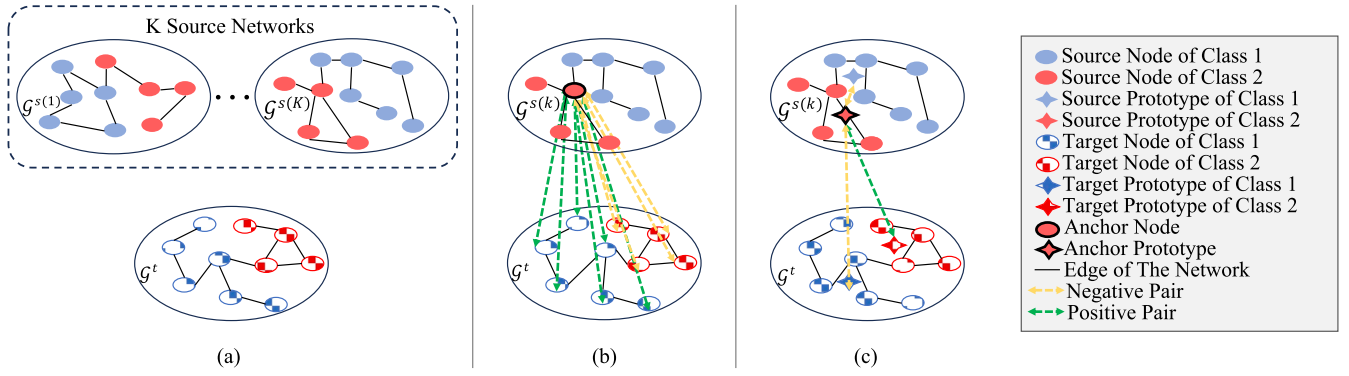 K Source Networks
𝒢^{s(1)}
𝒢^{s(K)}
𝒢^{t}
(a)
𝒢^{s(k)}
𝒢^{t}
(b)
𝒢^{s(k)}
𝒢^{t}
(c)
Source Node of Class 1
Source Node of Class 2
Source Prototype of Class 1
Source Prototype of Class 2
Target Node of Class 1
Target Node of Class 2
Target Prototype of Class 1
Target Prototype of Class 2
Anchor Node
Anchor Prototype
Edge of The Network
Negative Pair
Positive Pair